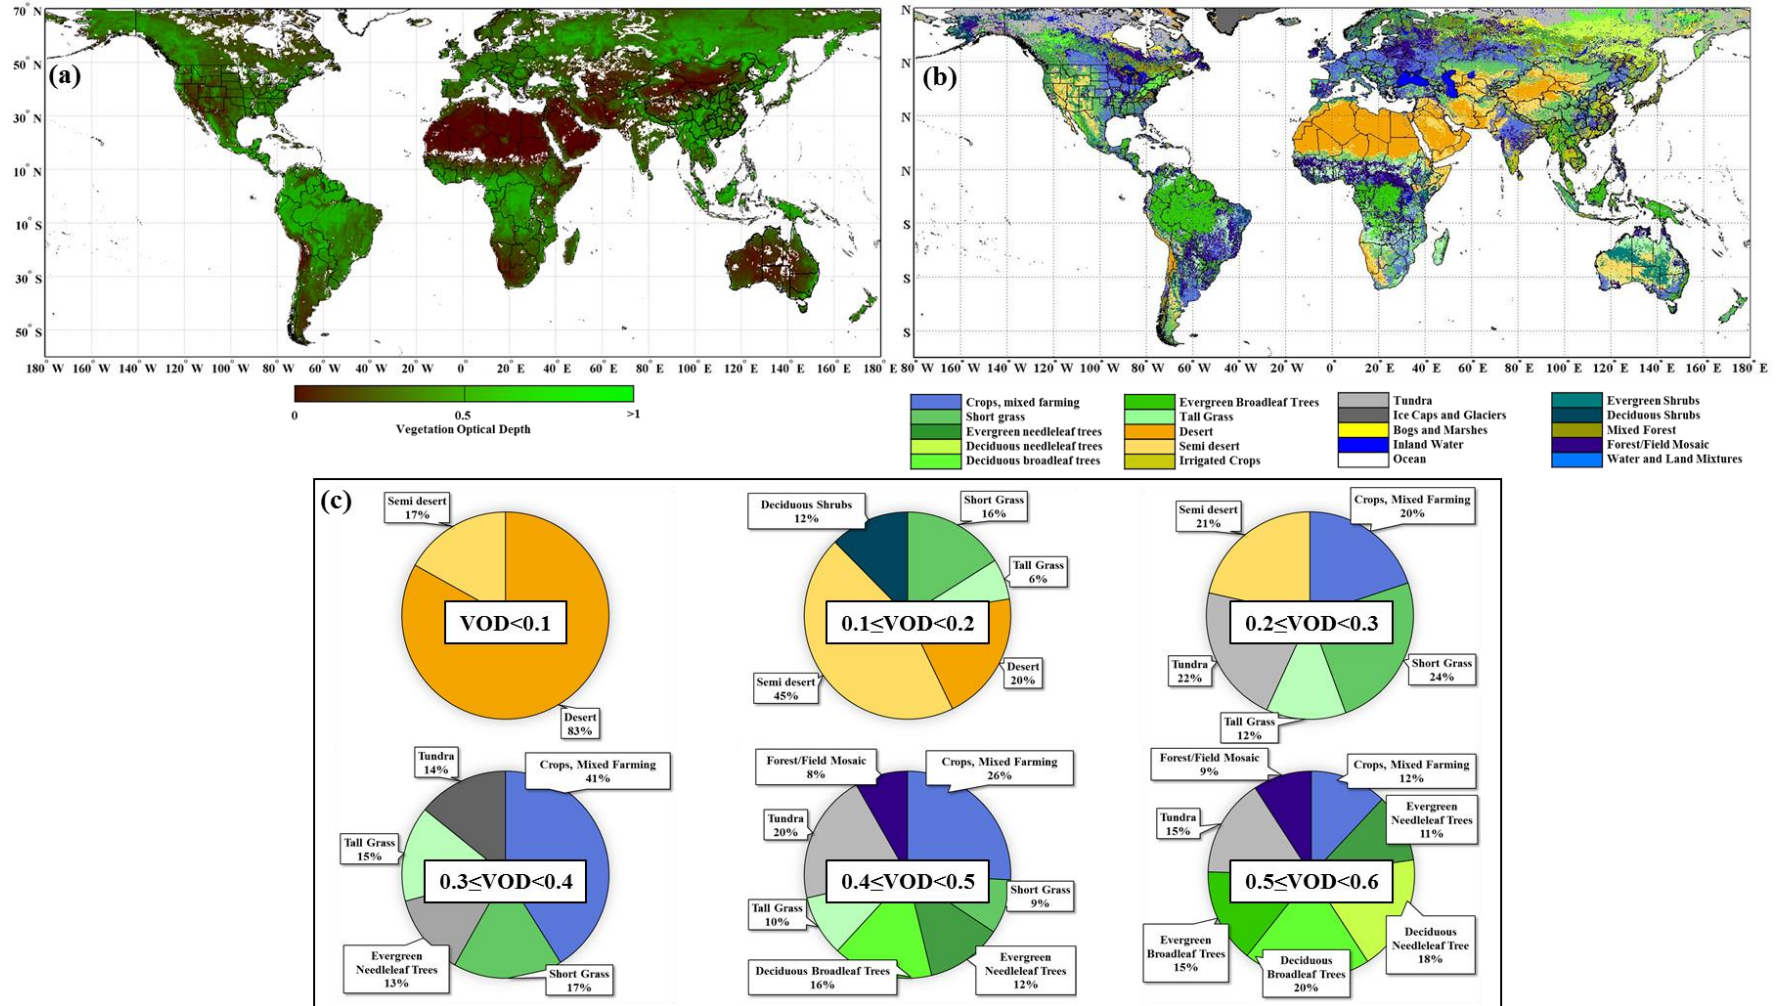 70° N
50° N
30° N
10° N
10° S
30° S
50° S
(a)
180° W 160° W 140° W 120° W 100° W 80° W 60° W 40° W 20° W 0° 20° E 40° E 60° E 80° E 100° E 120° E 140° E 160° E 180° E
0 0.5 >1
Vegetation Optical Depth
N
N
N
N
S
S
S
(b)
80° W 160° W 140° W 120° W 100° W 80° W 60° W 40° W 20° W 0° 20° E 40° E 60° E 80° E 100° E 120° E 140° E 160° E 180° E
Crops, mixed farming
Short grass
Evergreen needleleaf trees
Deciduous needleleaf trees
Deciduous broadleaf trees
Evergreen Broadleaf Trees
Tall Grass
Desert
Semi desert
Irrigated Crops
Tundra
Ice Caps and Glaciers
Bogs and Marshes
Inland Water
Ocean
Evergreen Shrubs
Deciduous Shrubs
Mixed Forest
Forest/Field Mosaic
Water and Land Mixtures
(c)
Semi desert
17%
VOD<0.1
Desert
83%
Deciduous Shrubs
12%
Short Grass
16%
Tall Grass
6%
0.1≤VOD<0.2
Desert
20%
Semi desert
45%
Semi desert
21%
Crops, Mixed Farming
20%
0.2≤VOD<0.3
Tundra
22%
Short Grass
24%
Tall Grass
12%
Tundra
14%
Crops, Mixed Farming
41%
Tall Grass
15%
0.3≤VOD<0.4
Evergreen
Needleleaf Trees
13%
Short Grass
17%
Forest/Field Mosaic
8%
Crops, Mixed Farming
26%
Tundra
20%
0.4≤VOD<0.5
Short Grass
9%
Tall Grass
10%
Deciduous Broadleaf Trees
16%
Evergreen
Needleleaf Trees
12%
Forest/Field Mosaic
9%
Crops, Mixed Farming
12%
Evergreen
Needleleaf Trees
11%
Tundra
15%
0.5≤VOD<0.6
Evergreen
Broadleaf Trees
15%
Deciduous
Broadleaf Trees
20%
Deciduous
Needleleaf Tree
18%